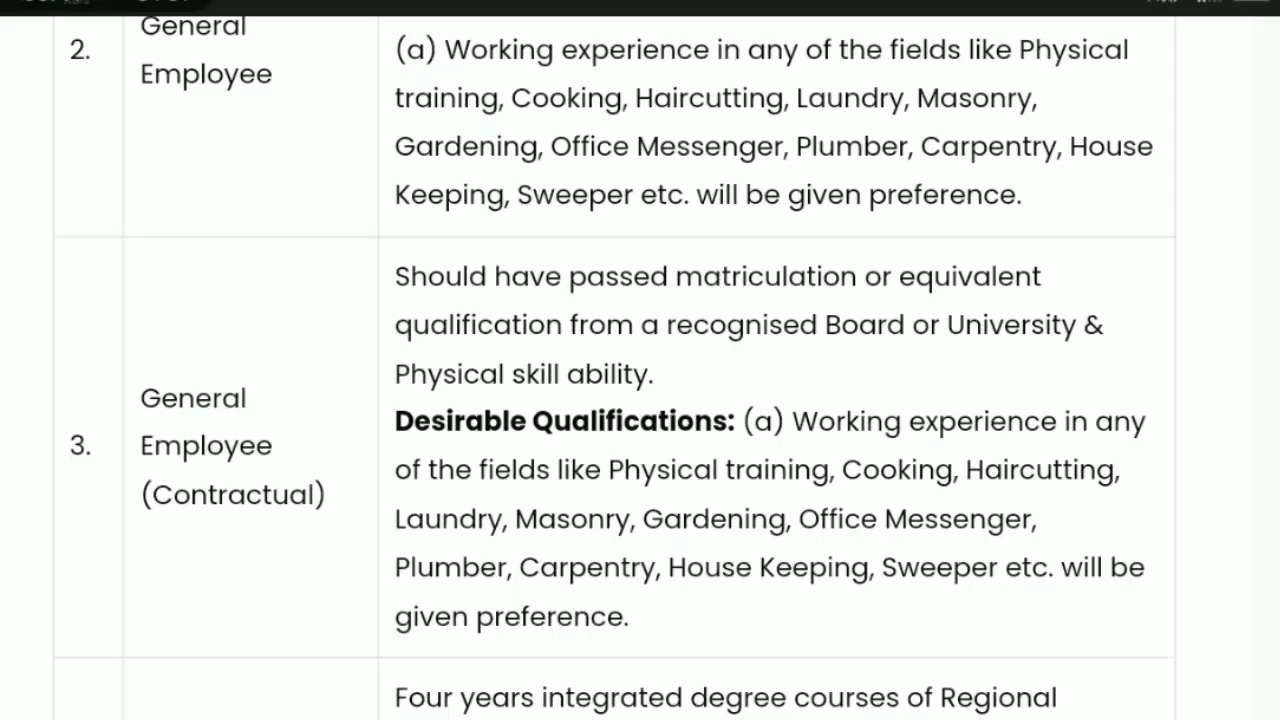 General
2.
Employee
(a) Working experience in any of the fields like Physical
training, Cooking, Haircutting, Laundry, Masonry,
Gardening, Office Messenger, Plumber, Carpentry, House
Keeping, Sweeper etc. will be given preference.
3.
General
Employee
(Contractual)
Should have passed matriculation or equivalent
qualification from a recognised Board or University &
Physical skill ability.
Desirable Qualifications: (a) Working experience in any
of the fields like Physical training, Cooking, Haircutting,
Laundry, Masonry, Gardening, Office Messenger,
Plumber, Carpentry, House Keeping, Sweeper etc. will be
given preference.
Four years integrated degree courses of Regional